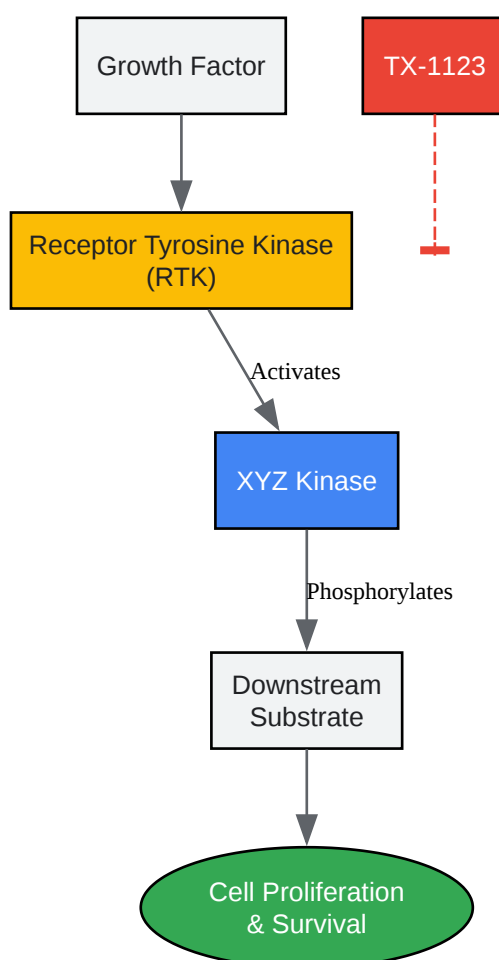 Growth Factor
TX-1123
Receptor Tyrosine Kinase
(RTK)
Activates
XYZ Kinase
Phosphorylates
Downstream
Substrate
Cell Proliferation
& Survival